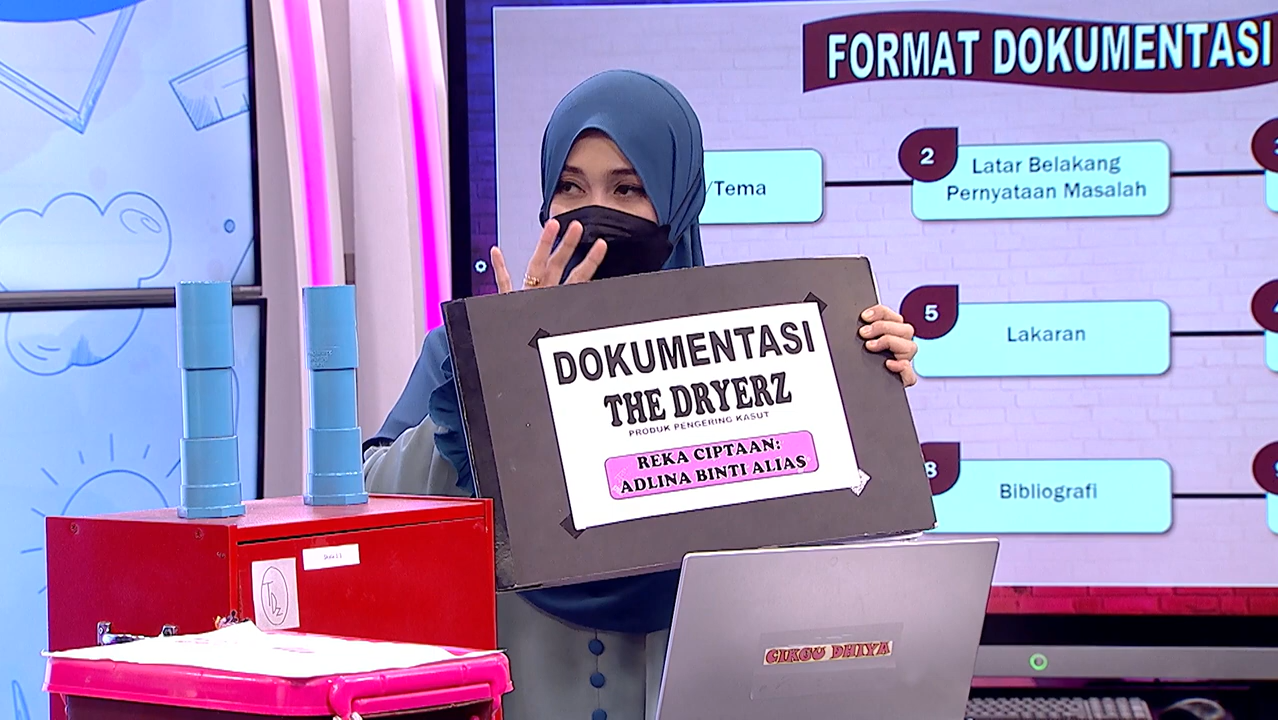 FORMAT DOKUMENTASI
/Tema
2
Latar Belakang
Pernyataan Masalah
5
Lakaran
8
Bibliografi
DOKUMENTASI
THE DRYERZ
PRODUK PENGERING KASUT
REKA CIPTAAN:
ADLINA BINTI ALIAS
TDZ
CIKGU DHIYA